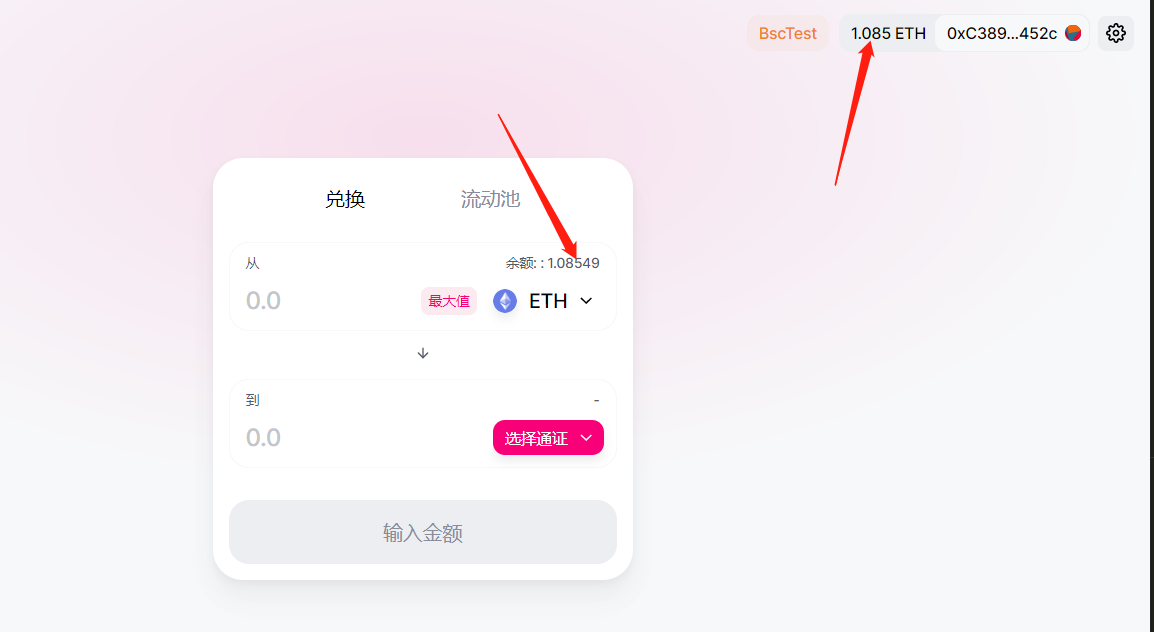 BscTest 1.085 ETH 0xC389...452c
兑换 流动池
从 余额: : 1.08549
0.0 最大值 ETH
到 -
0.0 选择通证
输入金额